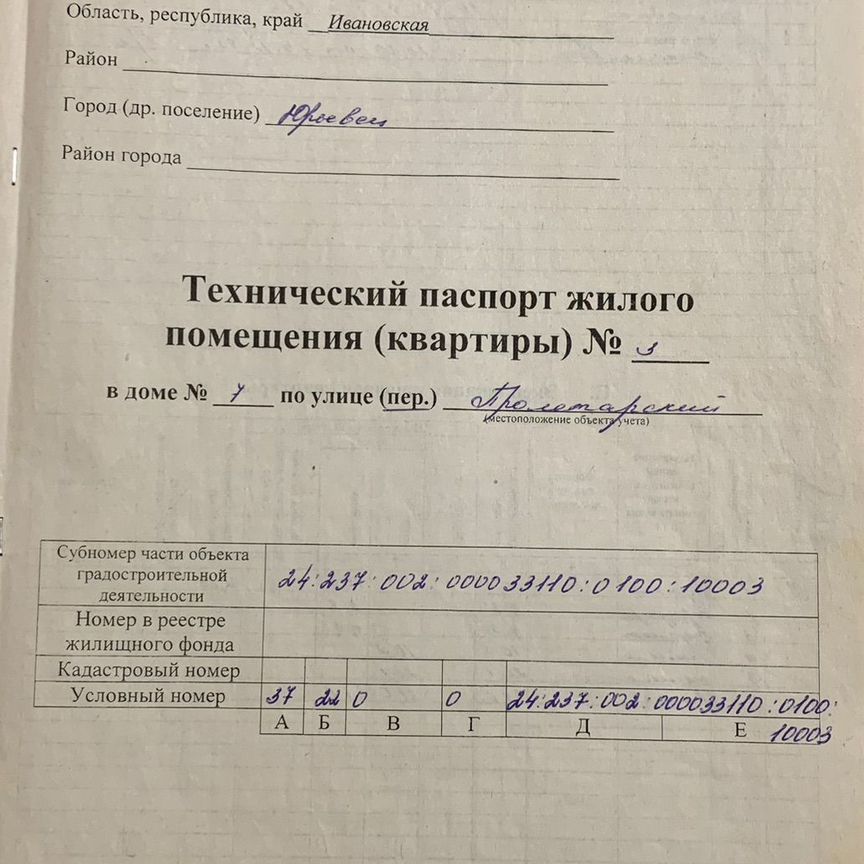 Область, республика, край Ивановская
Район
Город (др. поселение) Юрьевец
Район города
Технический паспорт жилого
помещения (квартиры) № 3
в доме № 7 по улице (пер.) Пролетарский
(местоположение объекта учета)
Субномер части объекта
градостроительной
деятельности
24:237:002:000033110:0100:10003
Номер в реестре
жилищного фонда
Кадастровый номер
Условный номер 37 22 0 0 24:237:002:000033110:0100:
10003
А Б В Г Д Е